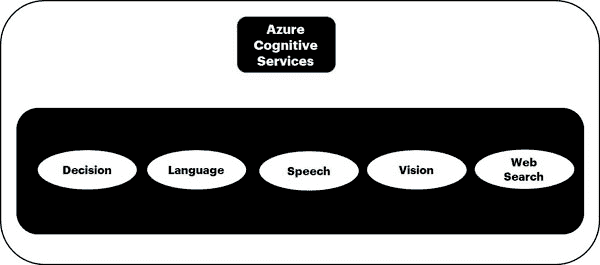 Azure
Cognitive
Services
Decision
Language
Speech
Vision
Web
Search